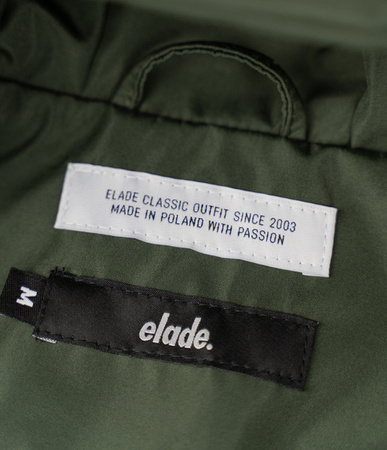 ELADE CLASSIC OUTFIT SINCE 2003
MADE IN POLAND WITH PASSION
elade.
M